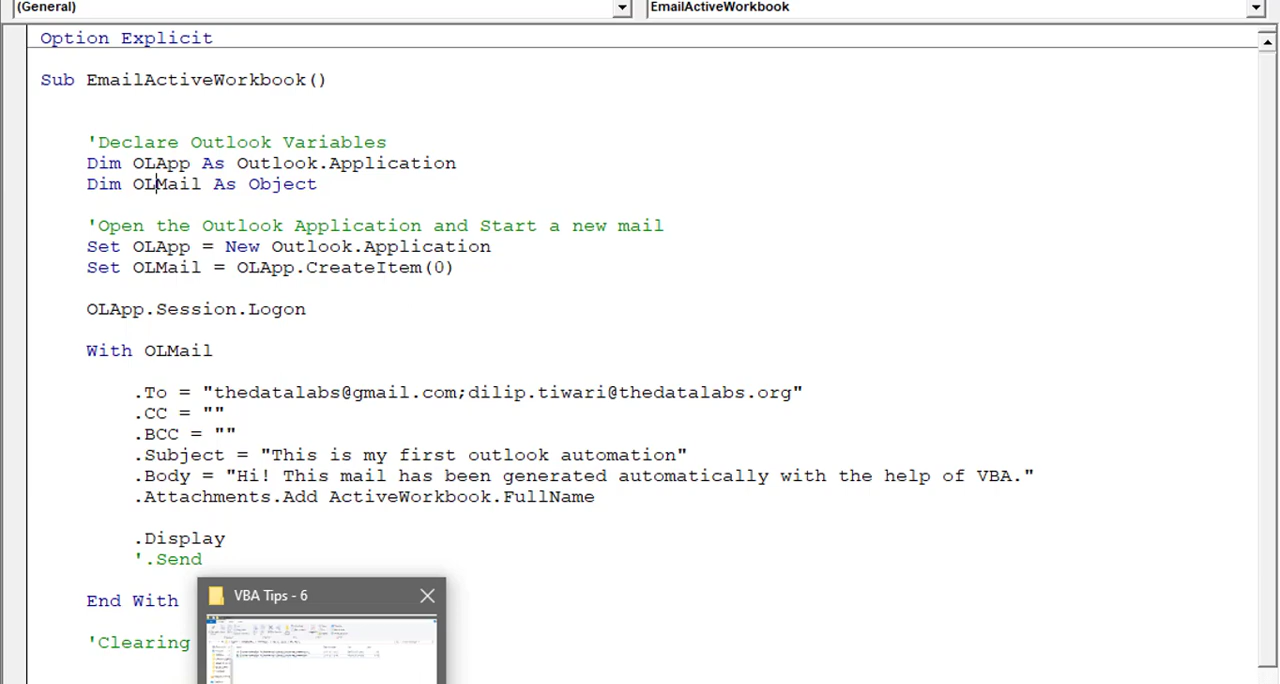 (General)
EmailActiveWorkbook
Option Explicit
Sub EmailActiveWorkbook()
'Declare Outlook Variables
Dim OLApp As Outlook.Application
Dim OLMail As Object
'Open the Outlook Application and Start a new mail
Set OLApp = New Outlook.Application
Set OLMail = OLApp.CreateItem(0)
OLApp.Session.Logon
With OLMail
.To = "thedatalabs@gmail.com;dilip.tiwari@thedatalabs.org"
.CC = ""
.BCC = ""
.Subject = "This is my first outlook automation"
.Body = "Hi! This mail has been generated automatically with the help of VBA."
.Attachments.Add ActiveWorkbook.FullName
.Display
'.Send
End With
VBA Tips - 6
'Clearing